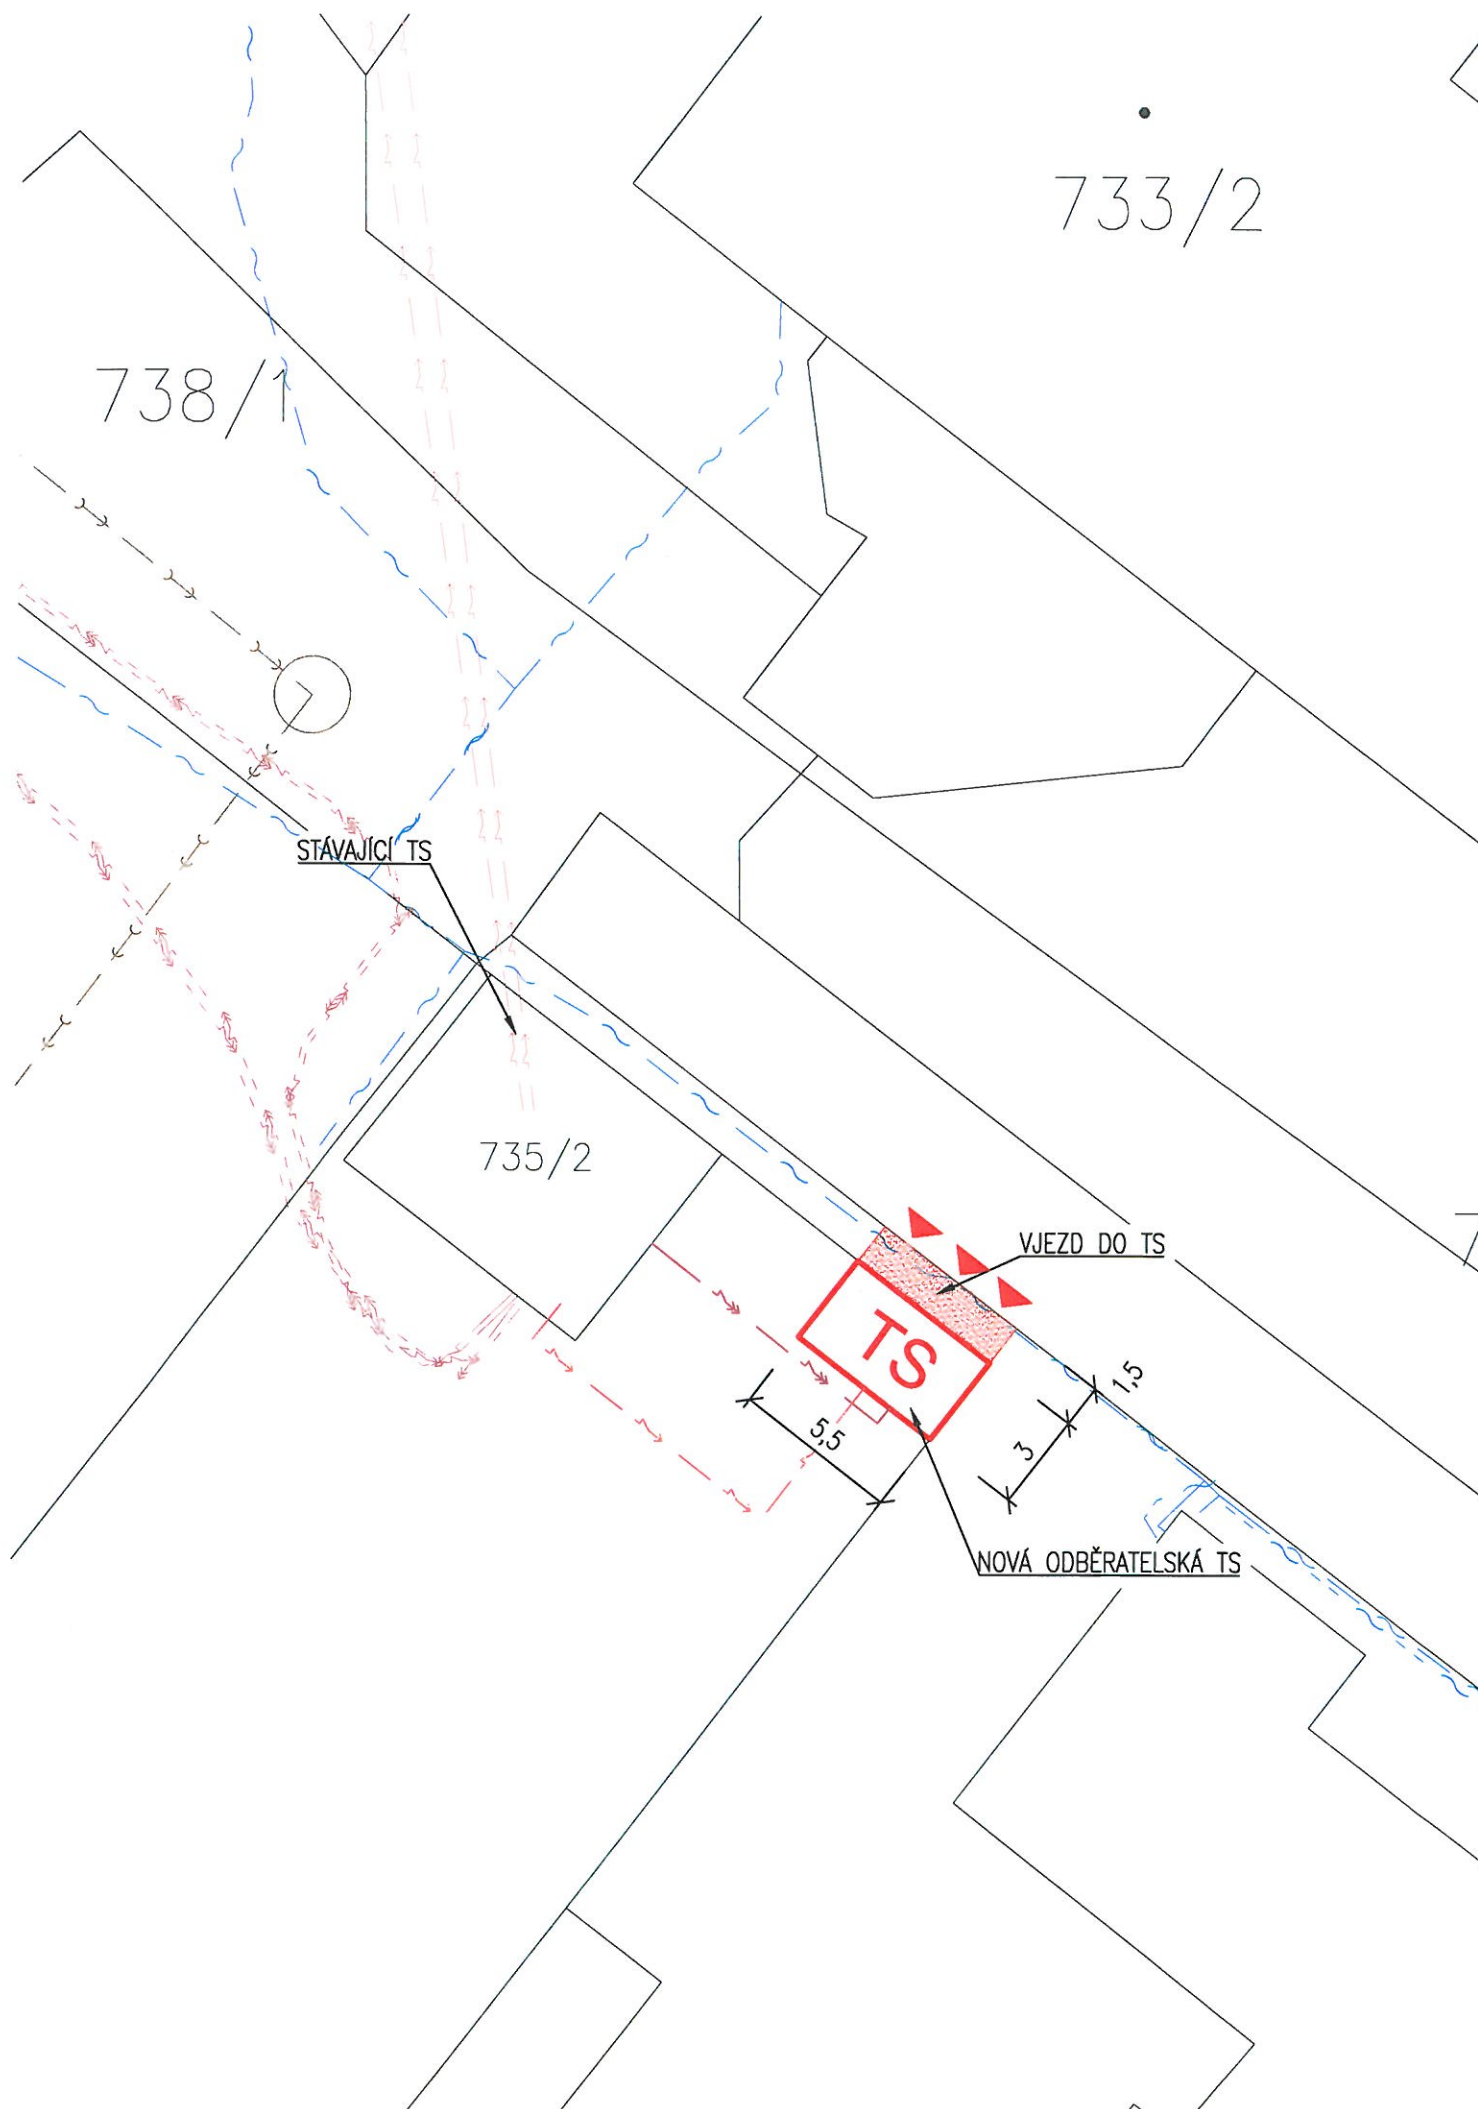 733/2
738/1
STÁVAJÍCÍ TS
735/2
VJEZD DO TS
TS
1,5
5,5
3
NOVÁ ODBĚRATELSKÁ TS